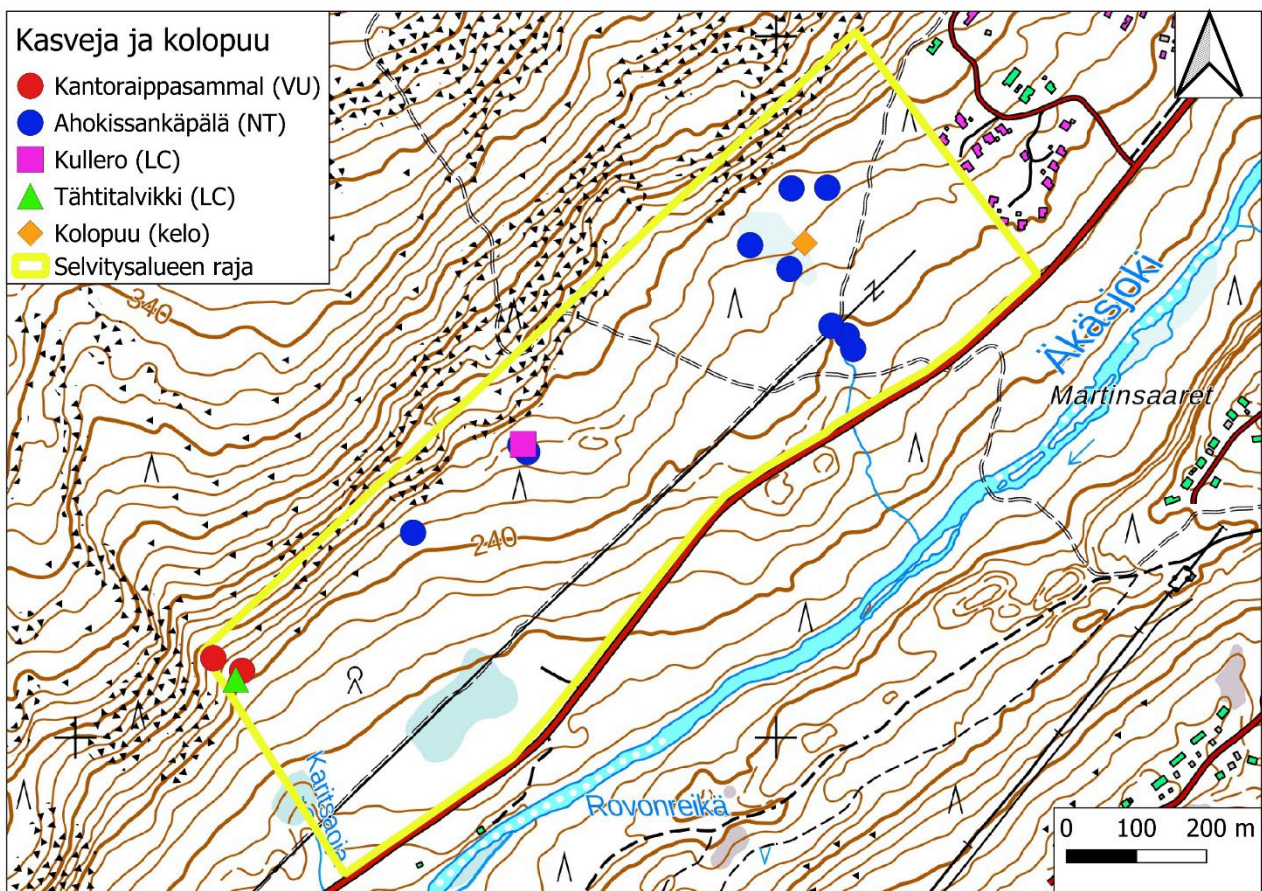 Kasveja ja kolopuu
Kantoraippasammal (VU)
Ahokissankäpälä (NT)
Kullero (LC)
Tähtitalvikki (LC)
Kolopuu (kelo)
Selvitysalueen raja
340
Äkäsjoki
Martinsaaret
240
Karitsaoja
Rovonreikä
0 100 200 m